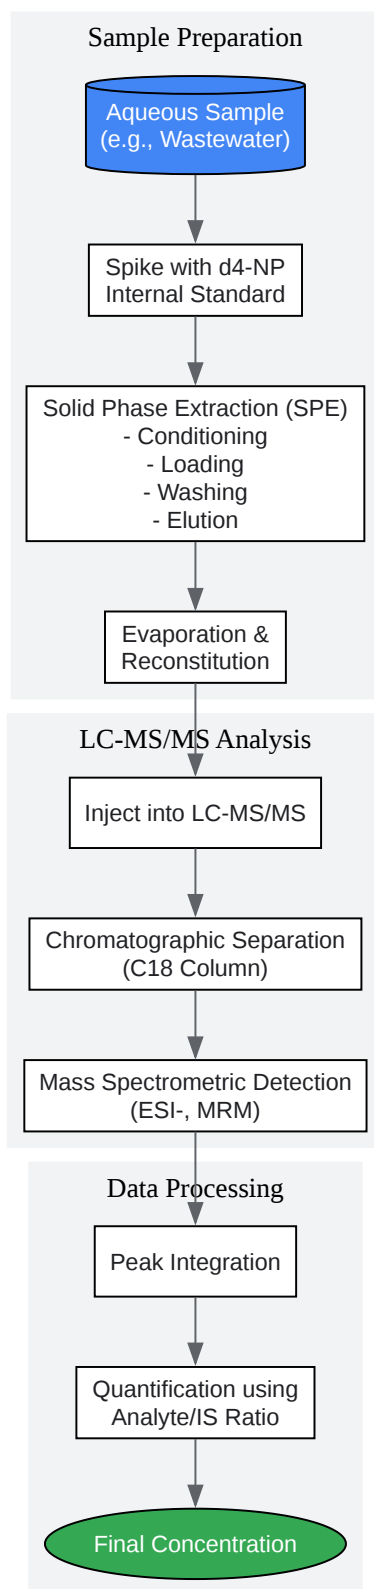 Sample Preparation
Aqueous Sample
(e.g., Wastewater)
Spike with d4-NP
Internal Standard
Solid Phase Extraction (SPE)
- Conditioning
- Loading
- Washing
- Elution
Evaporation &
Reconstitution
LC-MS/MS Analysis
Inject into LC-MS/MS
Chromatographic Separation
(C18 Column)
Mass Spectrometric Detection
(ESI-, MRM)
Data Processing
Peak Integration
Quantification using
Analyte/IS Ratio
Final Concentration